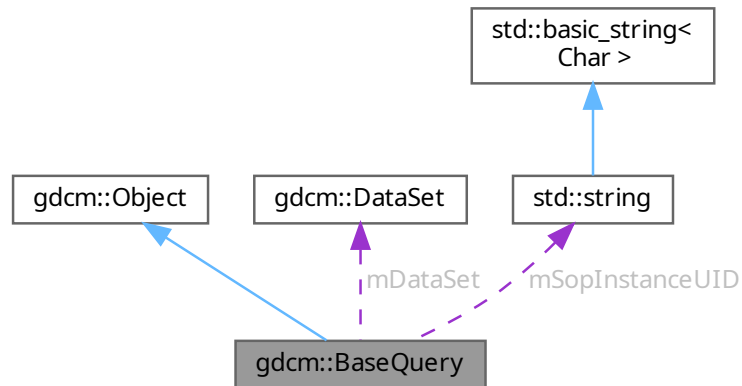 std::basic_string<
Char >
gdcm::Object
gdcm::DataSet
std::string
mDataSet
mSopInstanceUID
gdcm::BaseQuery